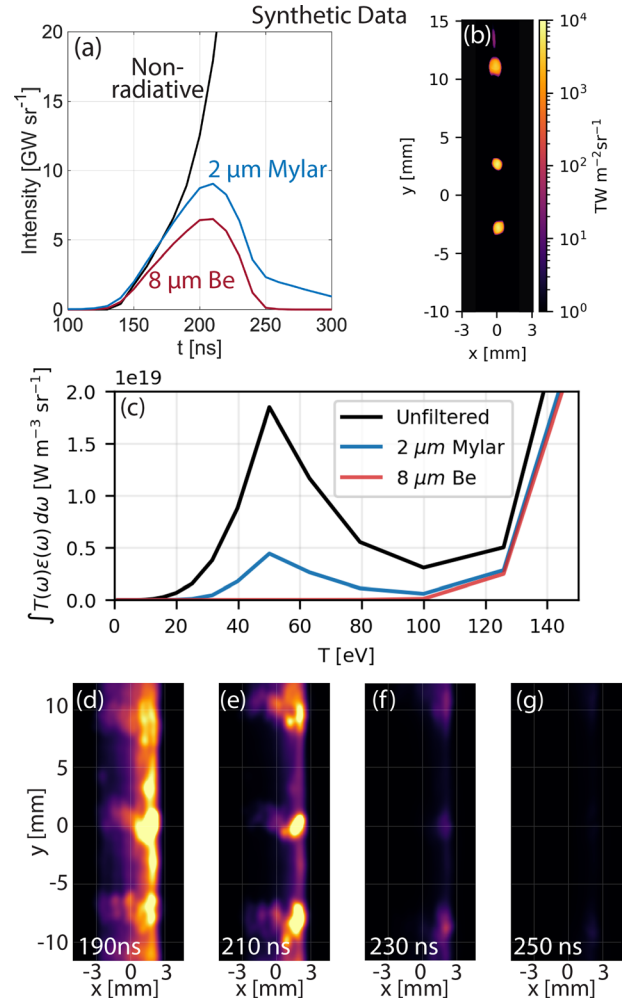 Synthetic Data
(a)
Non-
radiative
2 µm Mylar
8 µm Be
Intensity [GW sr⁻¹]
20
15
10
5
0
100
150
200
250
300
t [ns]
(b)
15
10
5
0
-5
-10
y [mm]
-3
0
3
x [mm]
10⁴
10³
10²
10¹
10⁰
TW m⁻²sr⁻¹
1e19
(c)
Unfiltered
2 µm Mylar
8 µm Be
∫T(ω)ε(ω) dω [W m⁻³ sr⁻¹]
2.0
1.5
1.0
0.5
0.0
0
20
40
60
80
100
120
140
T [eV]
(d)
(e)
(f)
(g)
10
5
0
-5
-10
y [mm]
190ns
210 ns
230 ns
250 ns
-3 0 3
-3 0 3
-3 0 3
-3 0 3
x [mm]
x [mm]
x [mm]
x [mm]